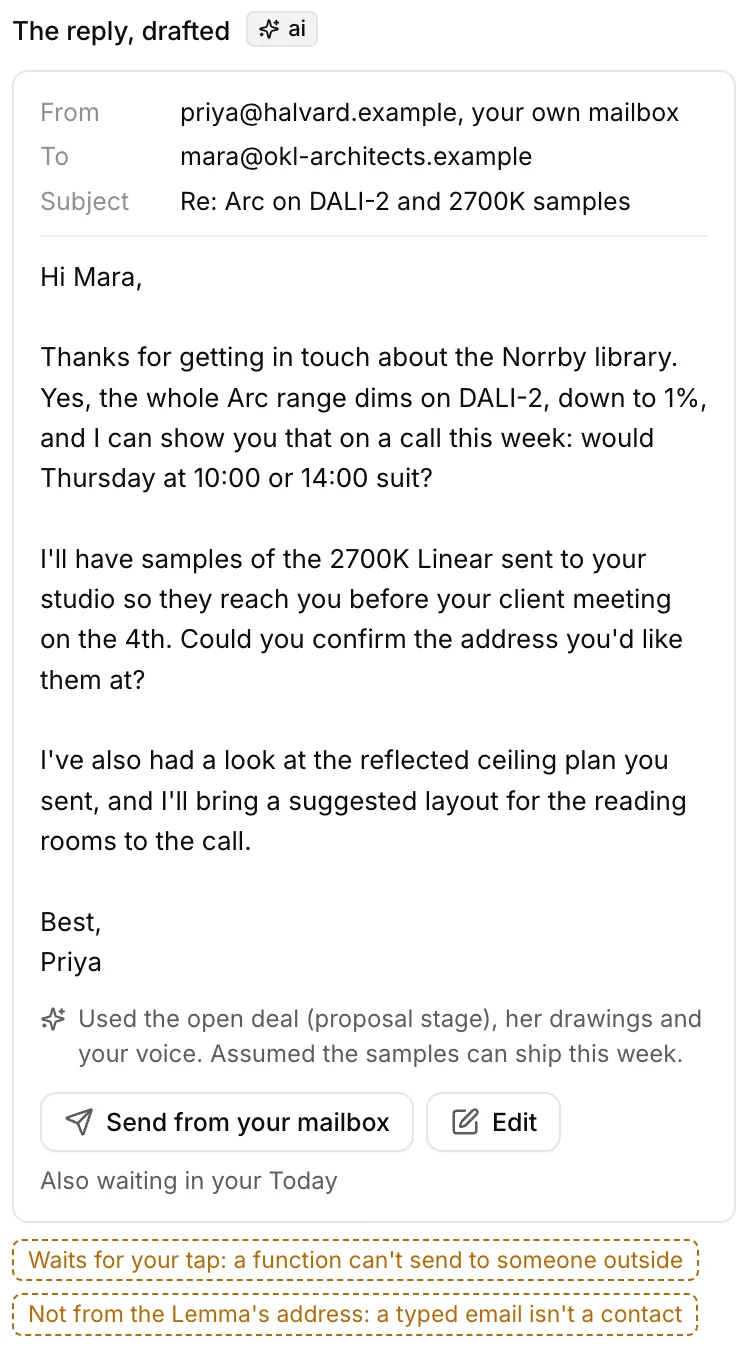 The reply, drafted
ai
From priya@halvard.example, your own mailbox
To mara@okl-architects.example
Subject Re: Arc on DALI-2 and 2700K samples
Hi Mara,
Thanks for getting in touch about the Norrby library.
Yes, the whole Arc range dims on DALI-2, down to 1%,
and I can show you that on a call this week: would
Thursday at 10:00 or 14:00 suit?
I'll have samples of the 2700K Linear sent to your
studio so they reach you before your client meeting
on the 4th. Could you confirm the address you'd like
them at?
I've also had a look at the reflected ceiling plan you
sent, and I'll bring a suggested layout for the reading
rooms to the call.
Best,
Priya
Used the open deal (proposal stage), her drawings and
your voice. Assumed the samples can ship this week.
Send from your mailbox
Edit
Also waiting in your Today
Waits for your tap: a function can't send to someone outside
Not from the Lemma's address: a typed email isn't a contact